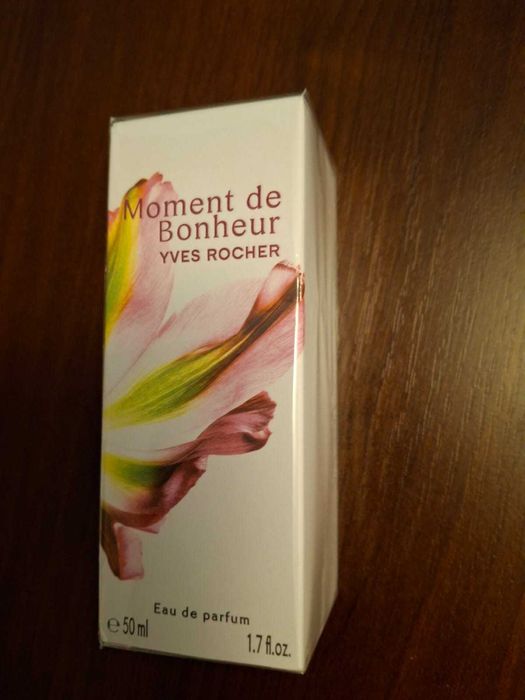 Moment de
Bonheur
YVES ROCHER
Eau de parfum
℮ 50 ml
1.7 fl.oz.